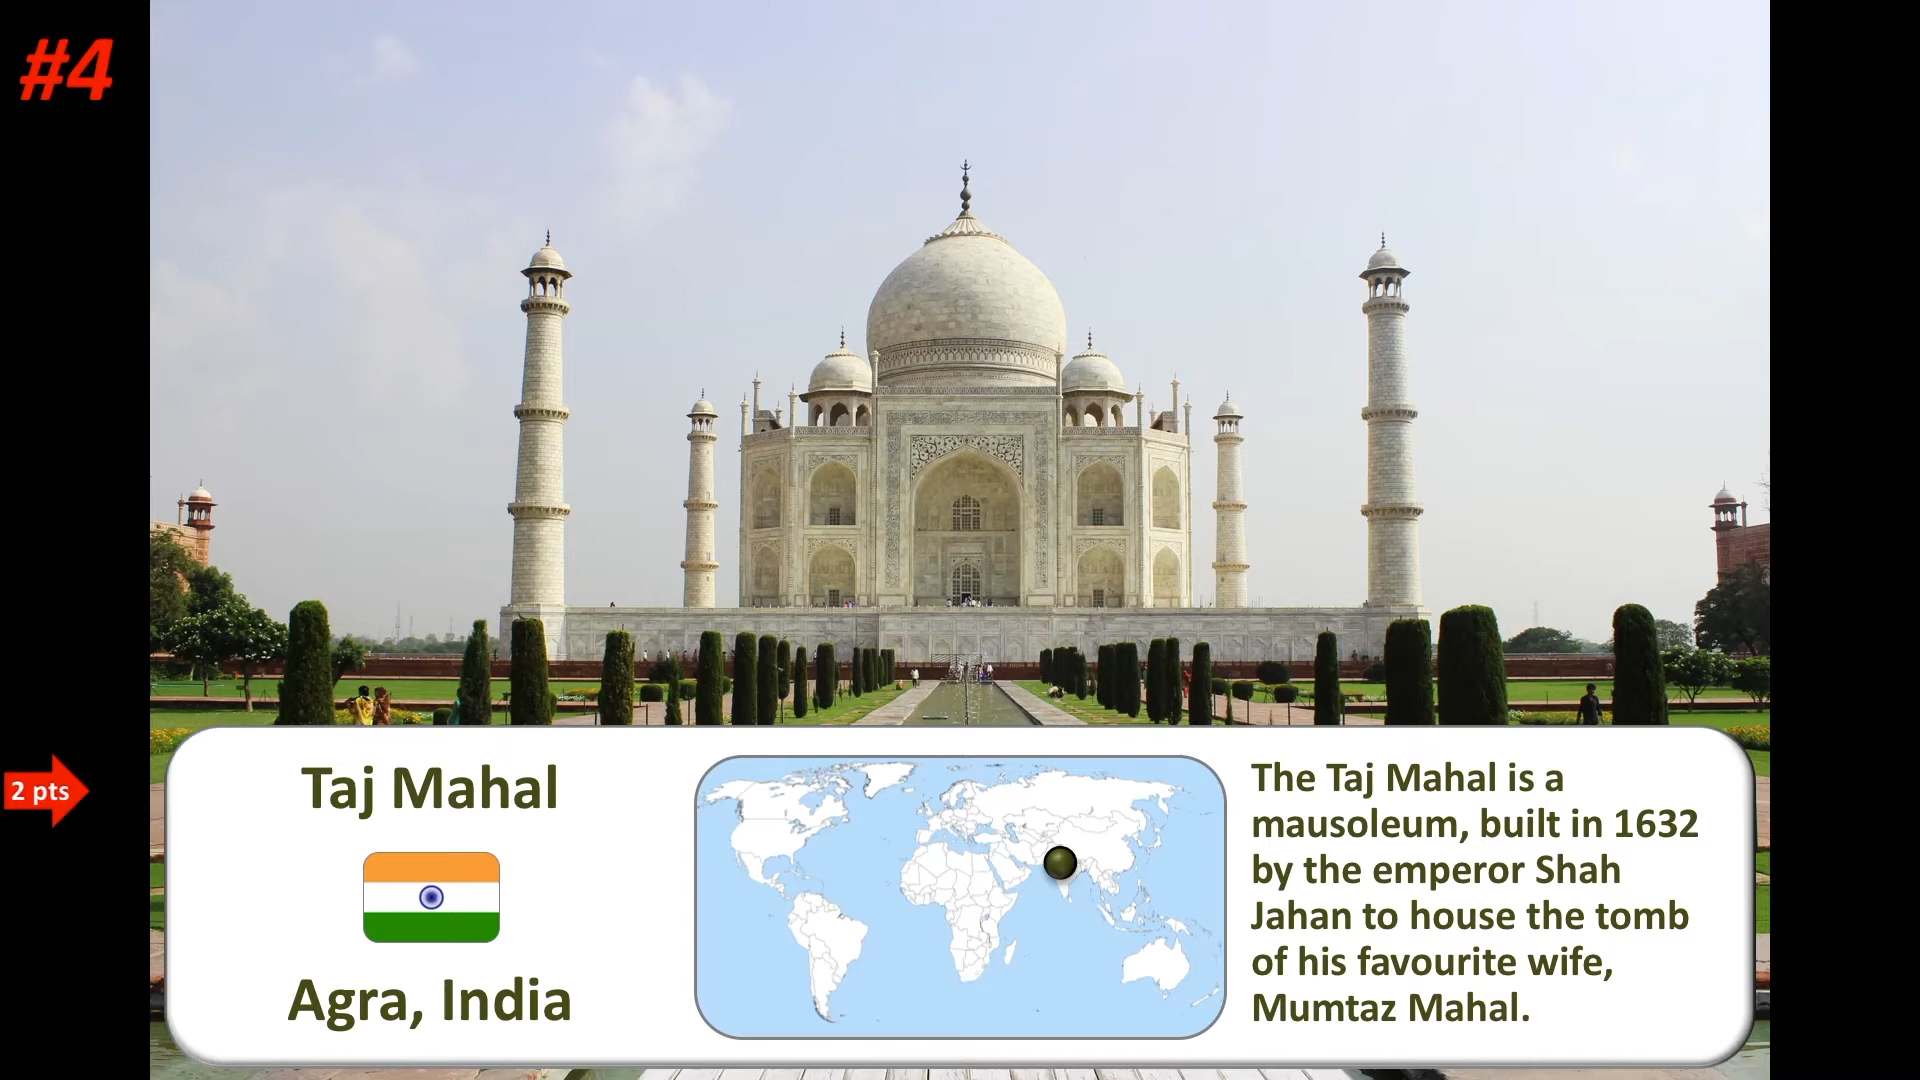 #4
2 pts
Taj Mahal
Agra, India
The Taj Mahal is a
mausoleum, built in 1632
by the emperor Shah
Jahan to house the tomb
of his favourite wife,
Mumtaz Mahal.